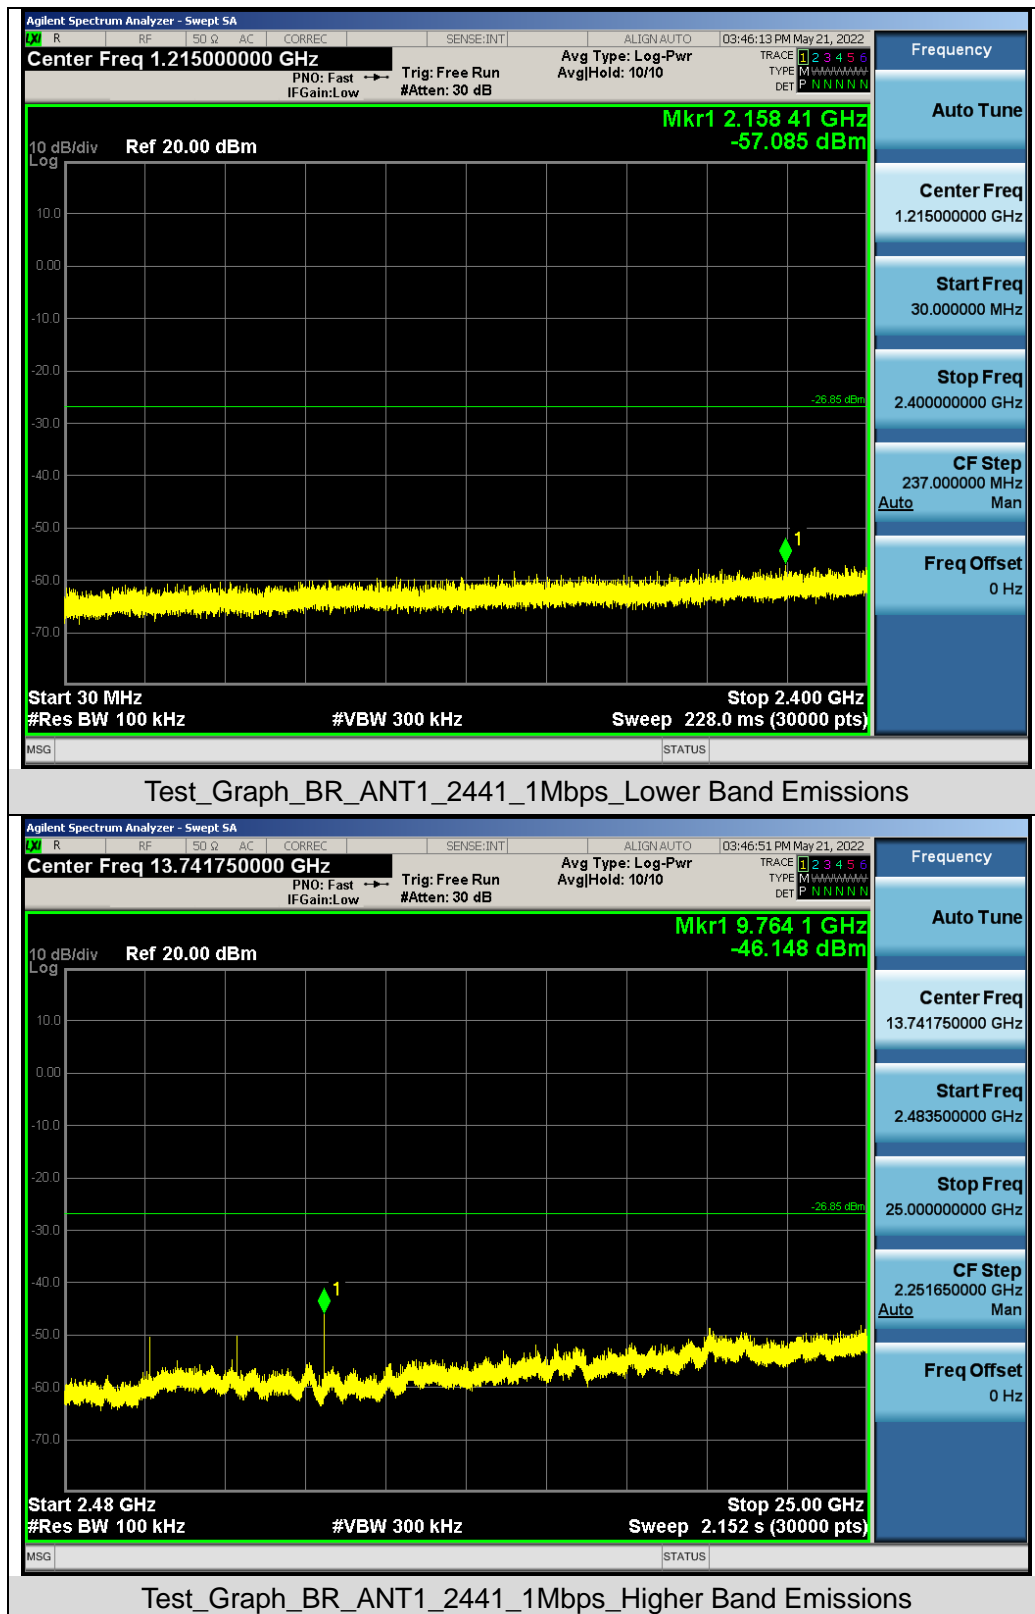 Agilent Spectrum Analyzer - Swept SA
LXI R RF 50 Ω AC CORREC SENSE:INT ALIGN AUTO 03:46:13 PM May 21, 2022
Center Freq 1.215000000 GHz
PNO: Fast
IFGain:Low
Trig: Free Run
#Atten: 30 dB
Avg Type: Log-Pwr
Avg|Hold: 10/10
TRACE 1 2 3 4 5 6
TYPE M
DET P N N N N N
Mkr1 2.158 41 GHz
-57.085 dBm
10 dB/div
Log
Ref 20.00 dBm
10.0
0.00
-10.0
-20.0
-26.85 dBm
-30.0
-40.0
-50.0
1
-60.0
-70.0
Start 30 MHz
Stop 2.400 GHz
#Res BW 100 kHz
#VBW 300 kHz
Sweep 228.0 ms (30000 pts)
MSG
STATUS
Frequency
Auto Tune
Center Freq
1.215000000 GHz
Start Freq
30.000000 MHz
Stop Freq
2.400000000 GHz
CF Step
237.000000 MHz
Auto Man
Freq Offset
0 Hz
Test_Graph_BR_ANT1_2441_1Mbps_Lower Band Emissions
Agilent Spectrum Analyzer - Swept SA
LXI R RF 50 Ω AC CORREC SENSE:INT ALIGN AUTO 03:46:51 PM May 21, 2022
Center Freq 13.741750000 GHz
PNO: Fast
IFGain:Low
Trig: Free Run
#Atten: 30 dB
Avg Type: Log-Pwr
Avg|Hold: 10/10
TRACE 1 2 3 4 5 6
TYPE M
DET P N N N N N
Mkr1 9.764 1 GHz
-46.148 dBm
10 dB/div
Log
Ref 20.00 dBm
10.0
0.00
-10.0
-20.0
-26.85 dBm
-30.0
-40.0
1
-50.0
-60.0
-70.0
Start 2.48 GHz
Stop 25.00 GHz
#Res BW 100 kHz
#VBW 300 kHz
Sweep 2.152 s (30000 pts)
MSG
STATUS
Frequency
Auto Tune
Center Freq
13.741750000 GHz
Start Freq
2.483500000 GHz
Stop Freq
25.000000000 GHz
CF Step
2.251650000 GHz
Auto Man
Freq Offset
0 Hz
Test_Graph_BR_ANT1_2441_1Mbps_Higher Band Emissions